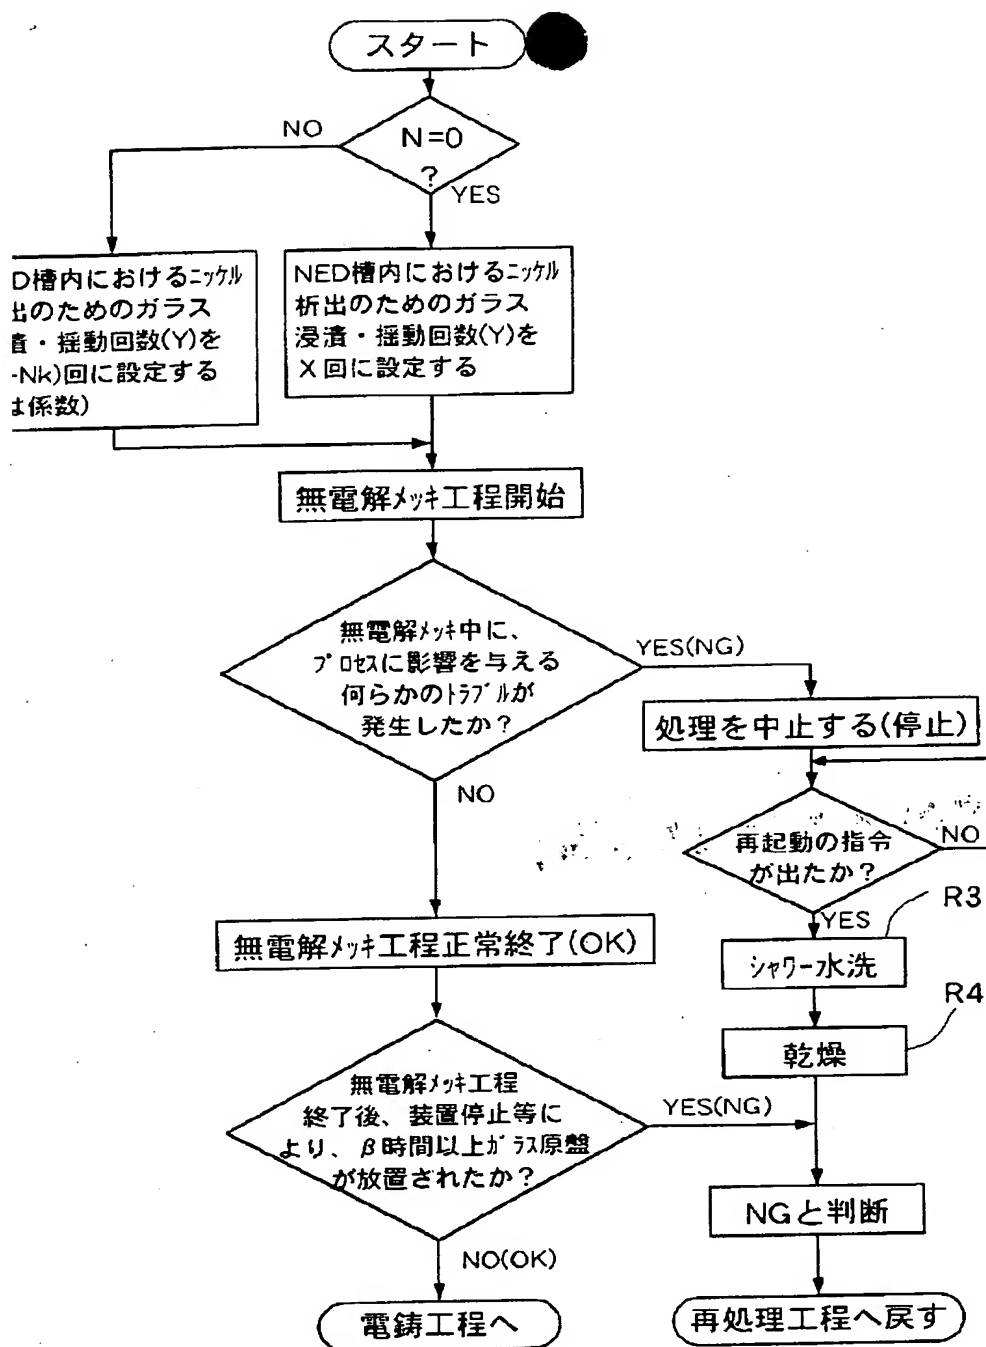 スタート
N=0
?
NO
YES
D槽内におけるニッケル
出のためのガラス
漬・揺動回数(Y)を
-Nk)回に設定する
は係数)
NED槽内におけるニッケル
析出のためのガラス
浸漬・揺動回数(Y)を
X回に設定する
無電解メッキ工程開始
無電解メッキ中に、
プロセスに影響を与える
何らかのトラブルが
発生したか?
YES(NG)
NO
処理を中止する(停止)
再起動の指令
が出たか?
NO
YES
R3
シャワー水洗
R4
乾燥
無電解メッキ工程正常終了(OK)
無電解メッキ工程
終了後、装置停止等に
より、β時間以上ガラス原盤
が放置されたか?
YES(NG)
NO(OK)
NGと判断
電鋳工程へ
再処理工程へ戻す